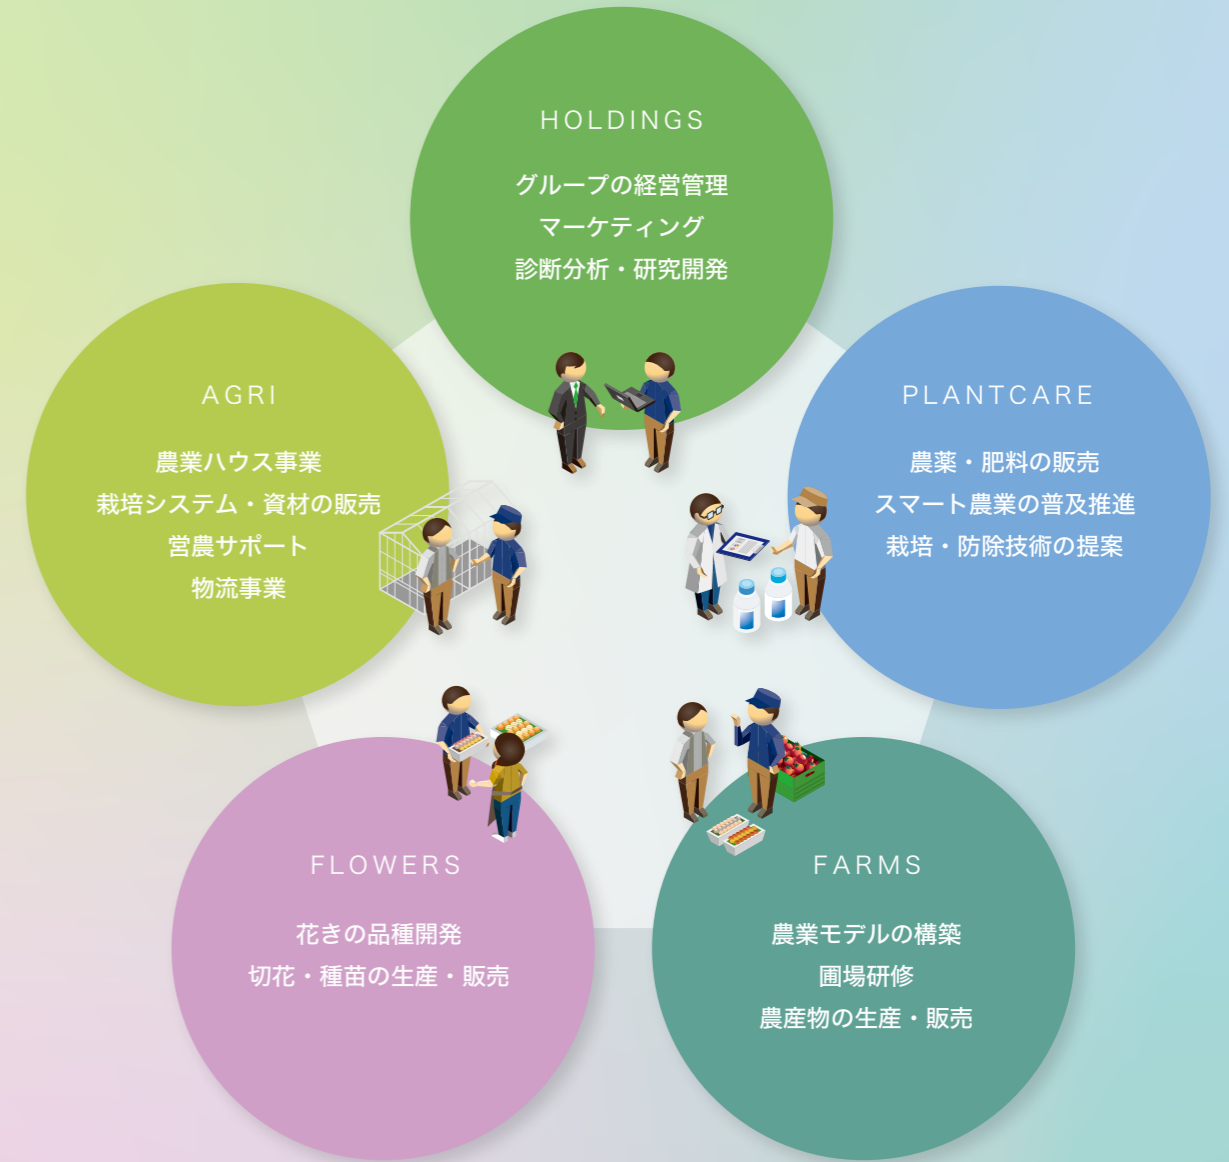 HOLDINGS
グループの経営管理
マーケティング
診断分析・研究開発
AGRI
農業ハウス事業
栽培システム・資材の販売
営農サポート
物流事業
PLANTCARE
農薬・肥料の販売
スマート農業の普及推進
栽培・防除技術の提案
FLOWERS
花きの品種開発
切花・種苗の生産・販売
FARMS
農業モデルの構築
圃場研修
農産物の生産・販売